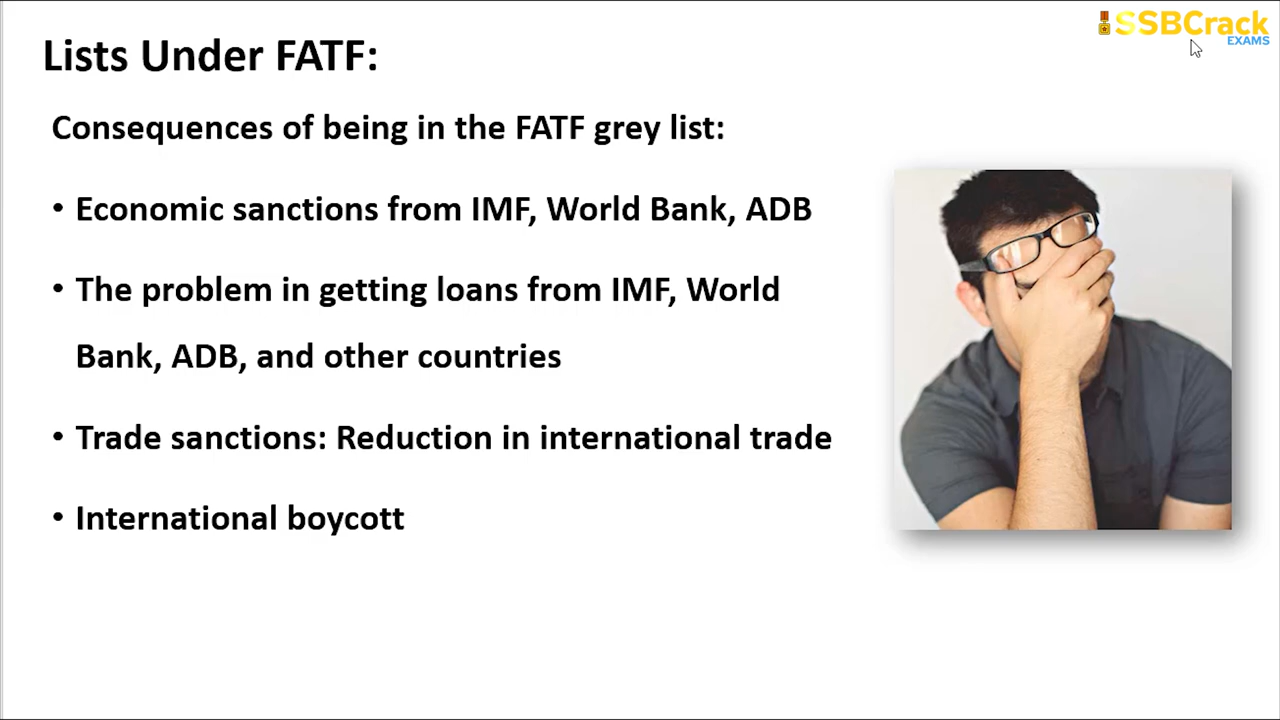 SSBCrack
EXAMS
Lists Under FATF:
Consequences of being in the FATF grey list:
• Economic sanctions from IMF, World Bank, ADB
• The problem in getting loans from IMF, World
Bank, ADB, and other countries
• Trade sanctions: Reduction in international trade
• International boycott